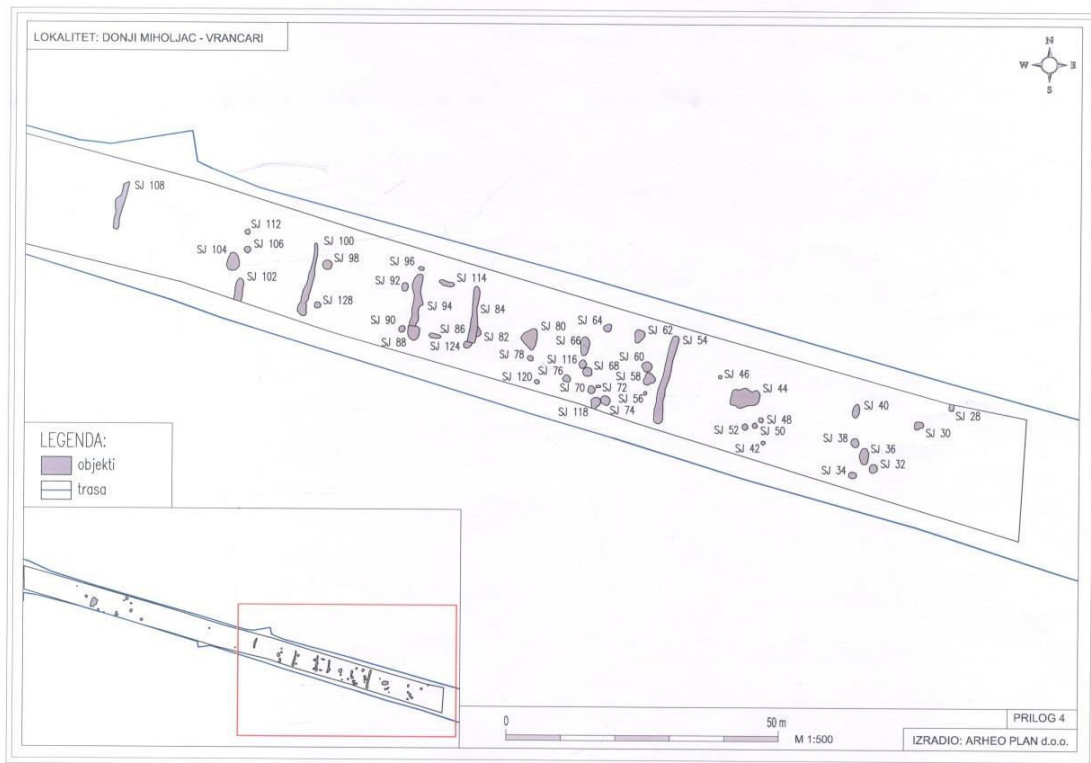 LOKALITET: DONJI MIHOLJAC - VRANCARI
N
W E
S
SJ 108
SJ 112
SJ 106
SJ 104
SJ 102
SJ 100
SJ 98
SJ 128
SJ 96
SJ 92
SJ 114
SJ 94
SJ 84
SJ 90
SJ 86
SJ 82
SJ 88
SJ 124
SJ 80
SJ 78
SJ 64
SJ 66
SJ 62
SJ 54
SJ 116
SJ 68
SJ 60
SJ 76
SJ 58
SJ 120
SJ 70
SJ 72
SJ 56
SJ 118
SJ 74
SJ 46
SJ 44
SJ 48
SJ 52
SJ 50
SJ 42
SJ 40
SJ 28
SJ 30
SJ 38
SJ 36
SJ 34
SJ 32
LEGENDA:
objekti
trasa
0 50 m
M 1:500
PRILOG 4
IZRADIO: ARHEO PLAN d.o.o.